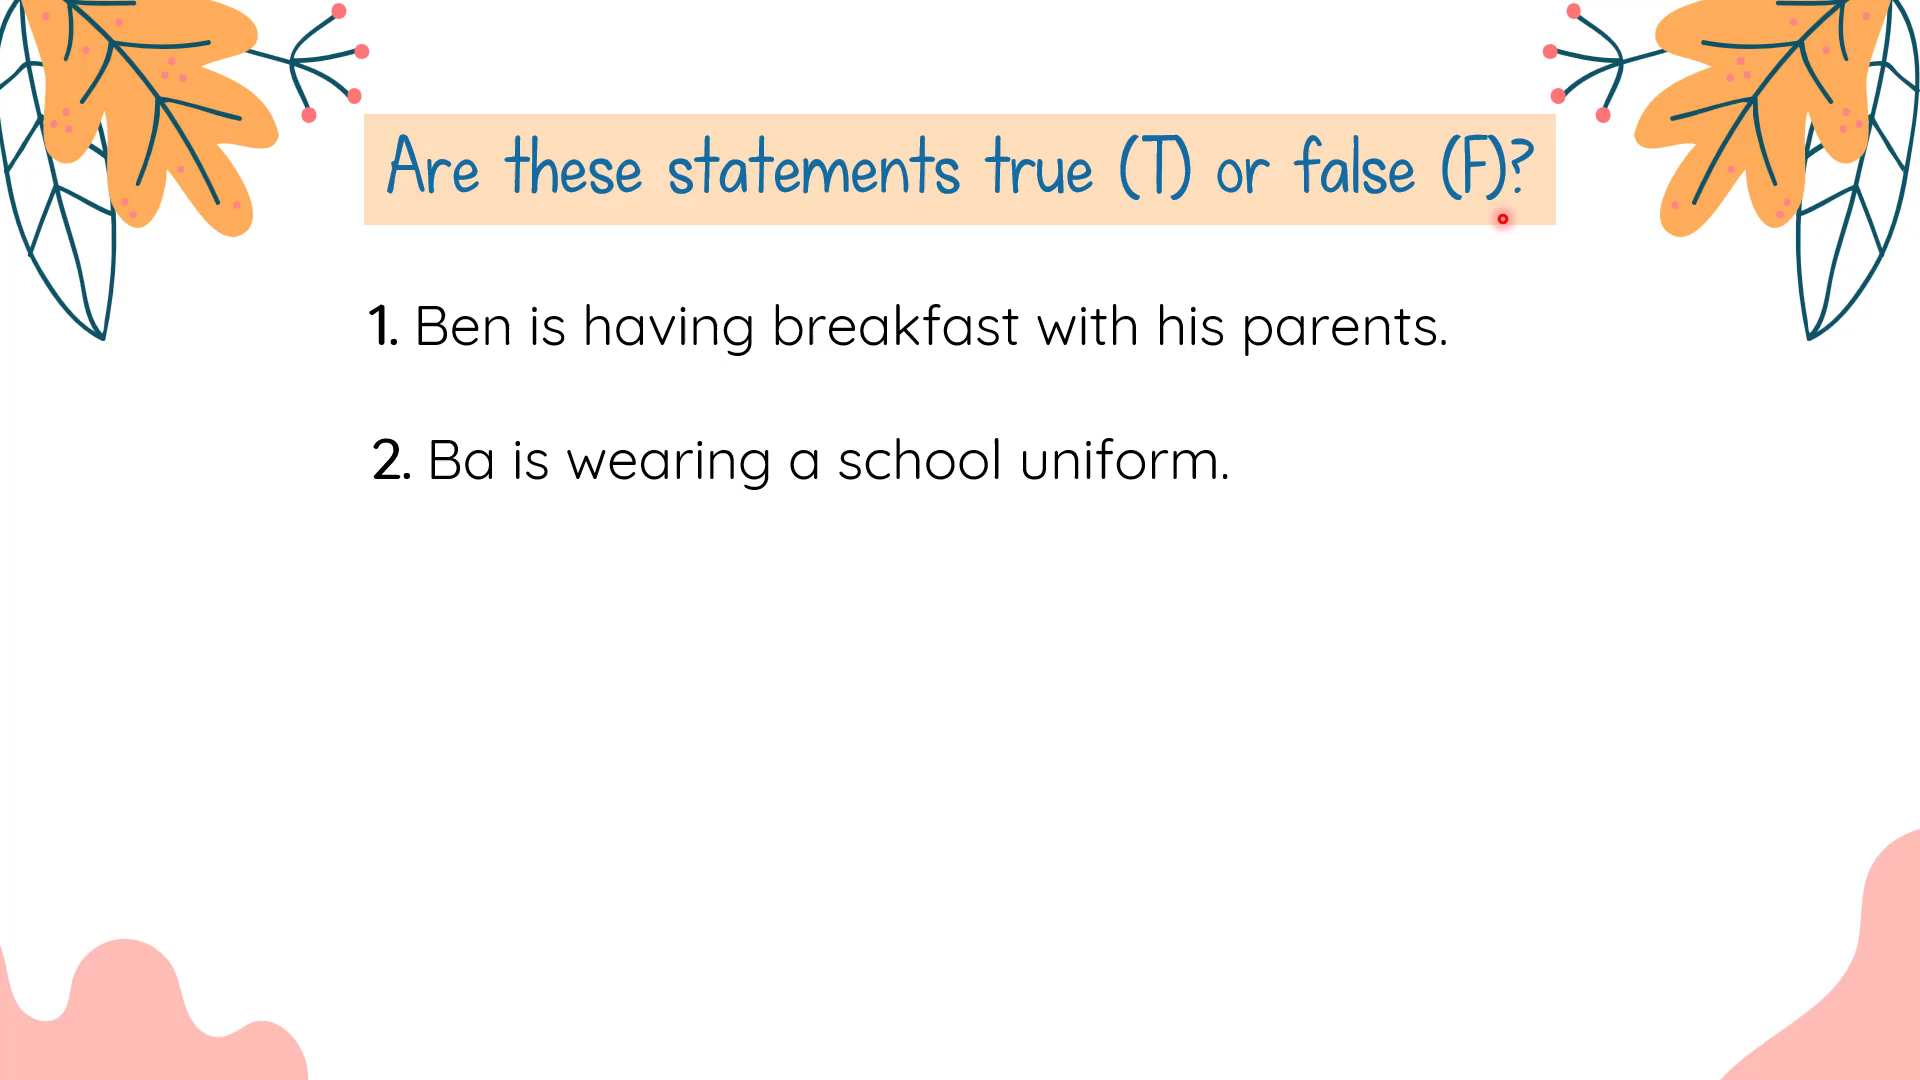 Are these statements true (T) or false (F)?
1. Ben is having breakfast with his parents.
2. Ba is wearing a school uniform.